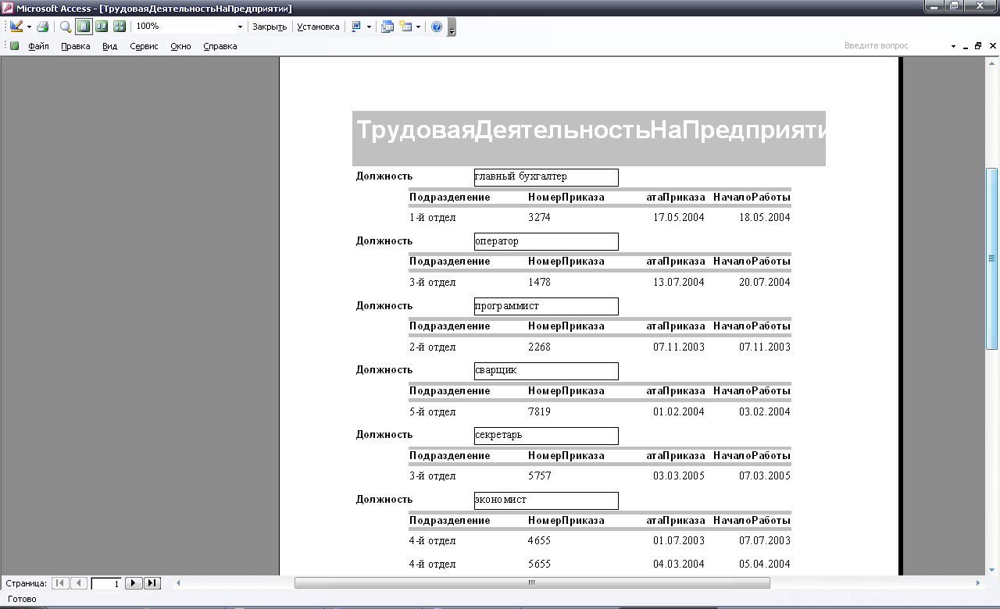 Microsoft Access - [ТрудоваяДеятельностьНаПредприятии]
100% Закрыть Установка
Файл Правка Вид Сервис Окно Справка Введите вопрос
ТрудоваяДеятельностьНаПредприяти
Должность главный бухгалтер
Подразделение НомерПриказа атаПриказа НачалоРаботы
1-й отдел 3274 17.05.2004 18.05.2004
Должность оператор
Подразделение НомерПриказа атаПриказа НачалоРаботы
3-й отдел 1478 13.07.2004 20.07.2004
Должность программист
Подразделение НомерПриказа атаПриказа НачалоРаботы
2-й отдел 2268 07.11.2003 07.11.2003
Должность сварщик
Подразделение НомерПриказа атаПриказа НачалоРаботы
5-й отдел 7819 01.02.2004 03.02.2004
Должность секретарь
Подразделение НомерПриказа атаПриказа НачалоРаботы
3-й отдел 5757 03.03.2005 07.03.2005
Должность экономист
Подразделение НомерПриказа атаПриказа НачалоРаботы
4-й отдел 4655 01.07.2003 07.07.2003
4-й отдел 5655 04.03.2004 05.04.2004
Страница: 1
Готово